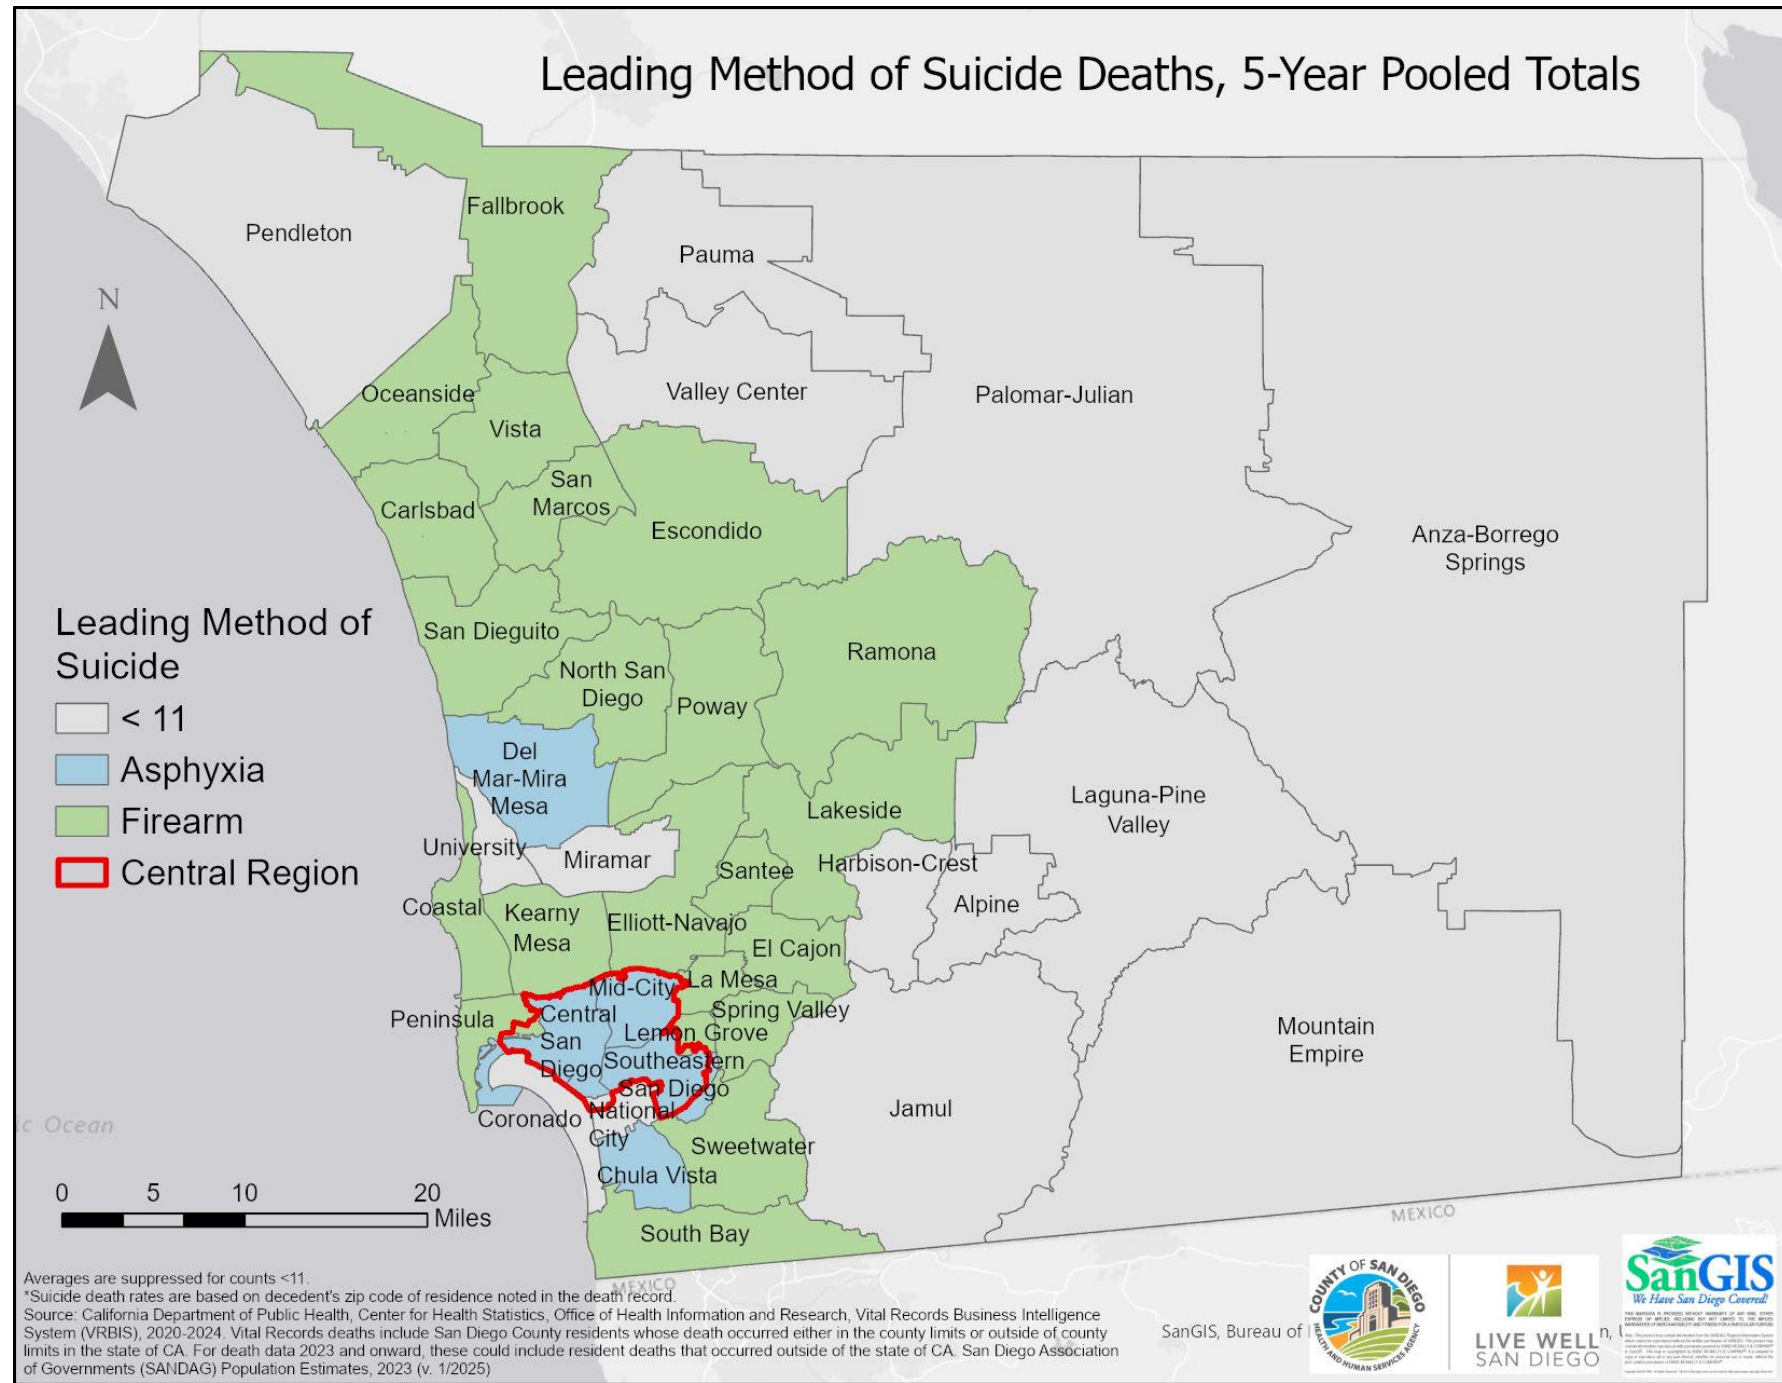 Leading Method of Suicide Deaths, 5-Year Pooled Totals
Fallbrook
Pendleton
Pauma
N
Oceanside
Valley Center
Palomar-Julian
Vista
San
Marcos
Carlsbad
Escondido
Anza-Borrego
Springs
San Dieguito
North San
Diego
Poway
Ramona
Leading Method of
Suicide
< 11
Asphyxia
Firearm
Central Region
Del
Mar-Mira
Mesa
Lakeside
Laguna-Pine
Valley
University
Miramar
Santee
Harbison-Crest
Alpine
Coastal
Kearny
Mesa
Elliott-Navajo
El Cajon
Mid-City
La Mesa
Peninsula
Central
San
Diego
Spring Valley
Lemon Grove
Southeastern
San Diego
Mountain
Empire
Coronado
National
City
Jamul
Sweetwater
Chula Vista
South Bay
ic Ocean
0 5 10 20
Miles
MEXICO
MEXICO
Averages are suppressed for counts <11.
*Suicide death rates are based on decedent's zip code of residence noted in the death record.
Source: California Department of Public Health, Center for Health Statistics, Office of Health Information and Research, Vital Records Business Intelligence
System (VRBIS), 2020-2024. Vital Records deaths include San Diego County residents whose death occurred either in the county limits or outside of county
limits in the state of CA. For death data 2023 and onward, these could include resident deaths that occurred outside of the state of CA. San Diego Association
of Governments (SANDAG) Population Estimates, 2023 (v. 1/2025)
SanGIS, Bureau of
COUNTY OF SAN DIEGO
HEALTH AND HUMAN SERVICES AGENCY
LIVE WELL
SAN DIEGO
SanGIS
We Have San Diego Covered!